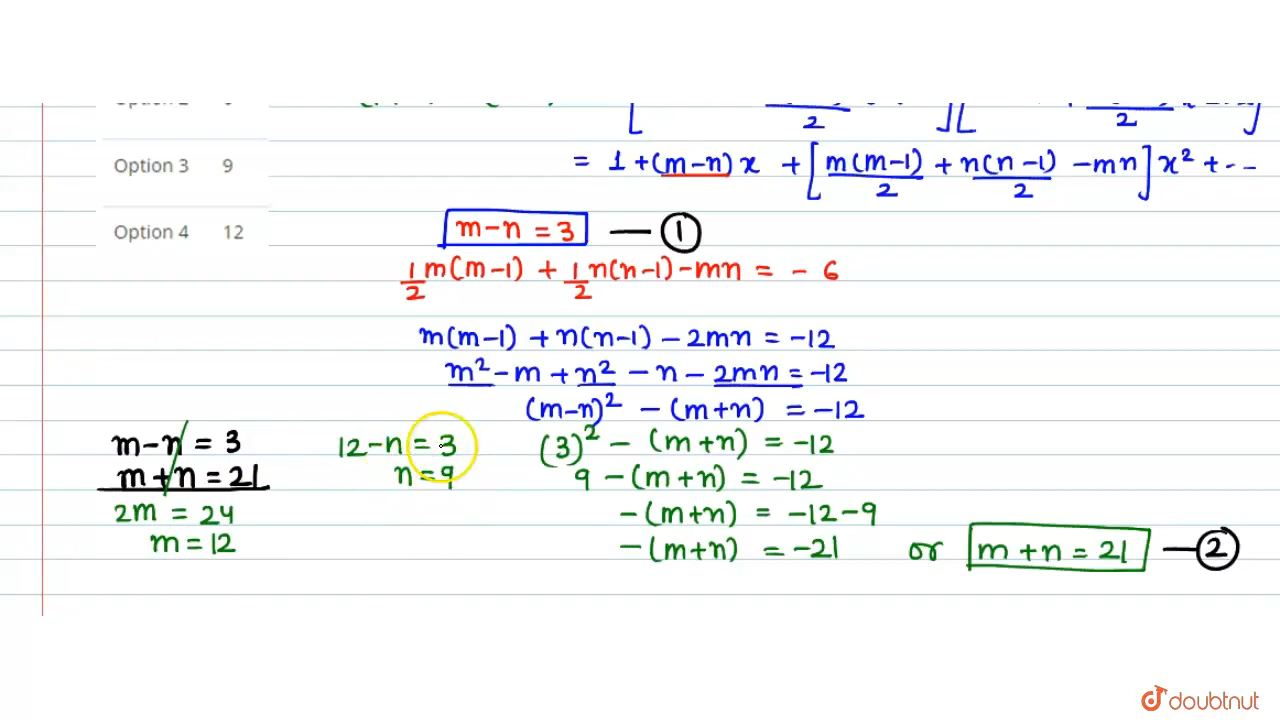 2 2
= 1 + (m-n) x + [m(m-1)/2 + n(n-1)/2 - mn] x² + ...
Option 3 9
m-n = 3 — ①
Option 4 12
1/2 m(m-1) + 1/2 n(n-1) - mn = - 6
m(m-1) + n(n-1) - 2mn = -12
m² - m + n² - n - 2mn = -12
(m-n)² - (m+n) = -12
m-n = 3 12-n = 3 (3)² - (m+n) = -12
m+n = 21 n = 9 9 - (m+n) = -12
2m = 24 -(m+n) = -12-9
m = 12 -(m+n) = -21 or m+n = 21 — ②
doubtnut